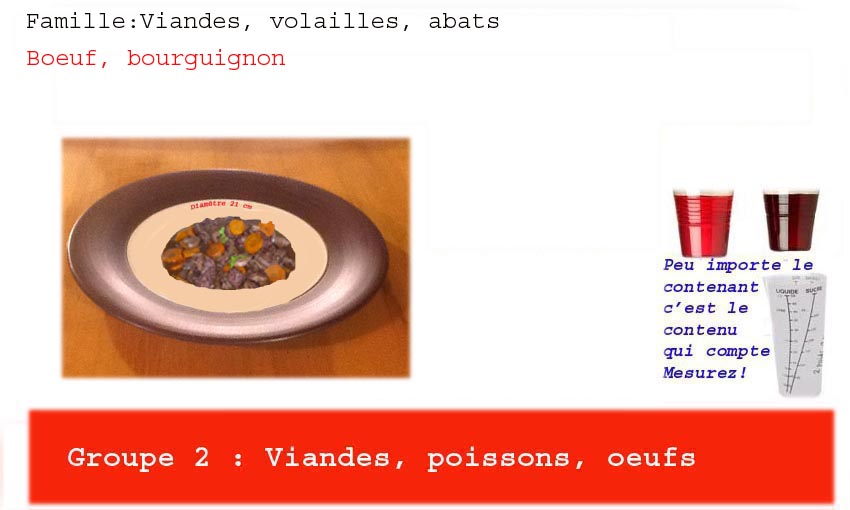 Famille:Viandes, volailles, abats
Boeuf, bourguignon
Diamètre 21 cm
Peu importe le
contenant
c’est le
contenu
qui compte
Mesurez!
LIQUIDE SUCRE
Groupe 2 : Viandes, poissons, oeufs